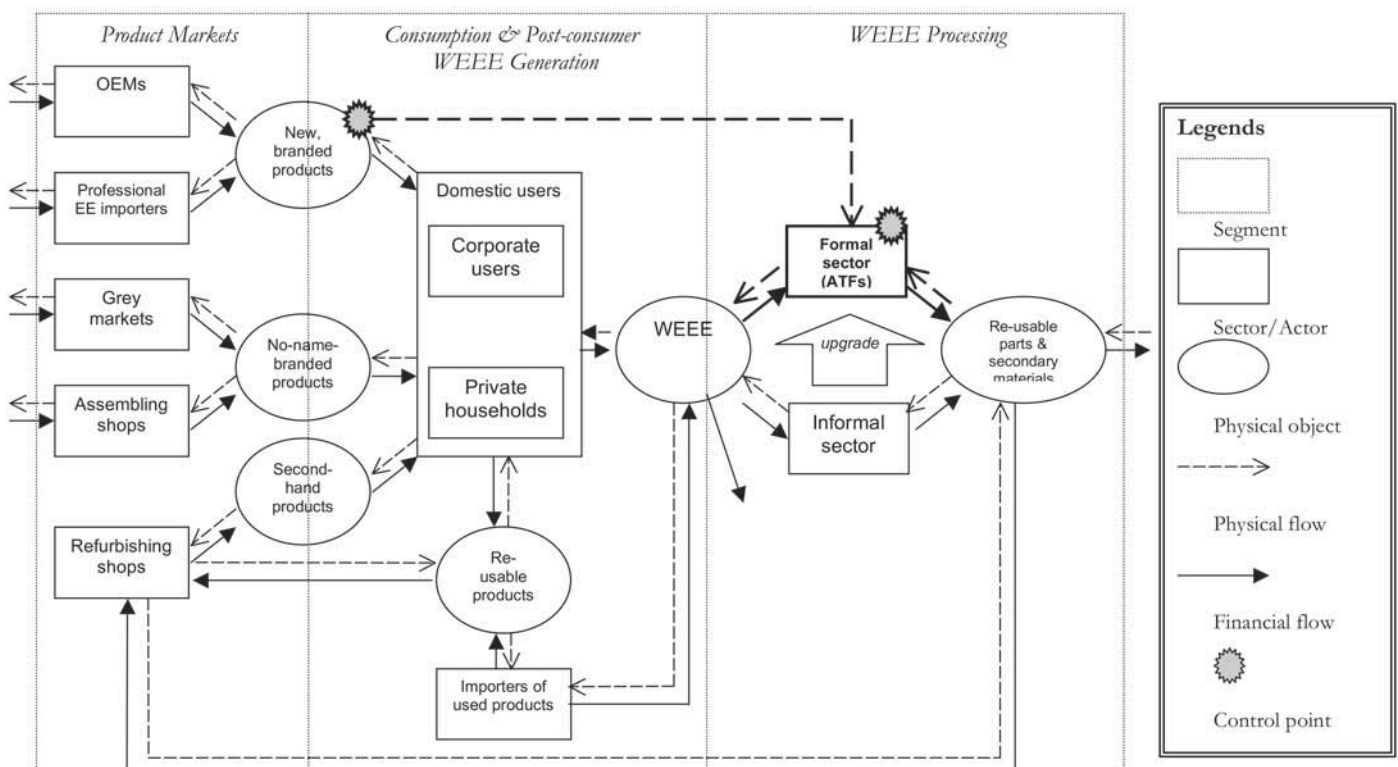 Product Markets
Consumption & Post-consumer
WEEE Generation
WEEE Processing
OEMs
New,
branded
products
Professional
EE importers
Domestic users
Corporate
users
Private
households
Grey
markets
No-name-
branded
products
Assembling
shops
Second-
hand
products
Refurbishing
shops
Re-
usable
products
Importers of
used products
WEEE
Formal
sector
(ATFs)
upgrade
Informal
sector
Re-usable
parts &
secondary
materials
Legends
Segment
Sector/Actor
Physical object
Physical flow
Financial flow
Control point